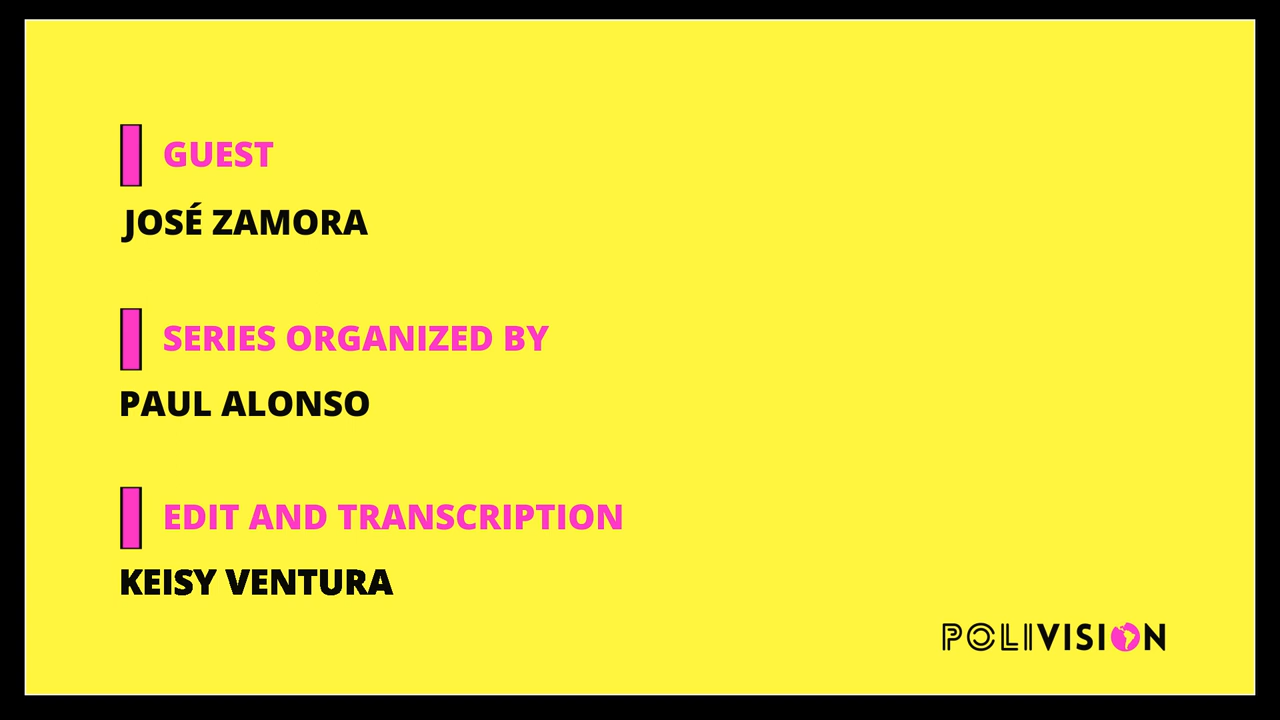 GUEST
JOSÉ ZAMORA
SERIES ORGANIZED BY
PAUL ALONSO
EDIT AND TRANSCRIPTION
KEISY VENTURA
POLIVISION